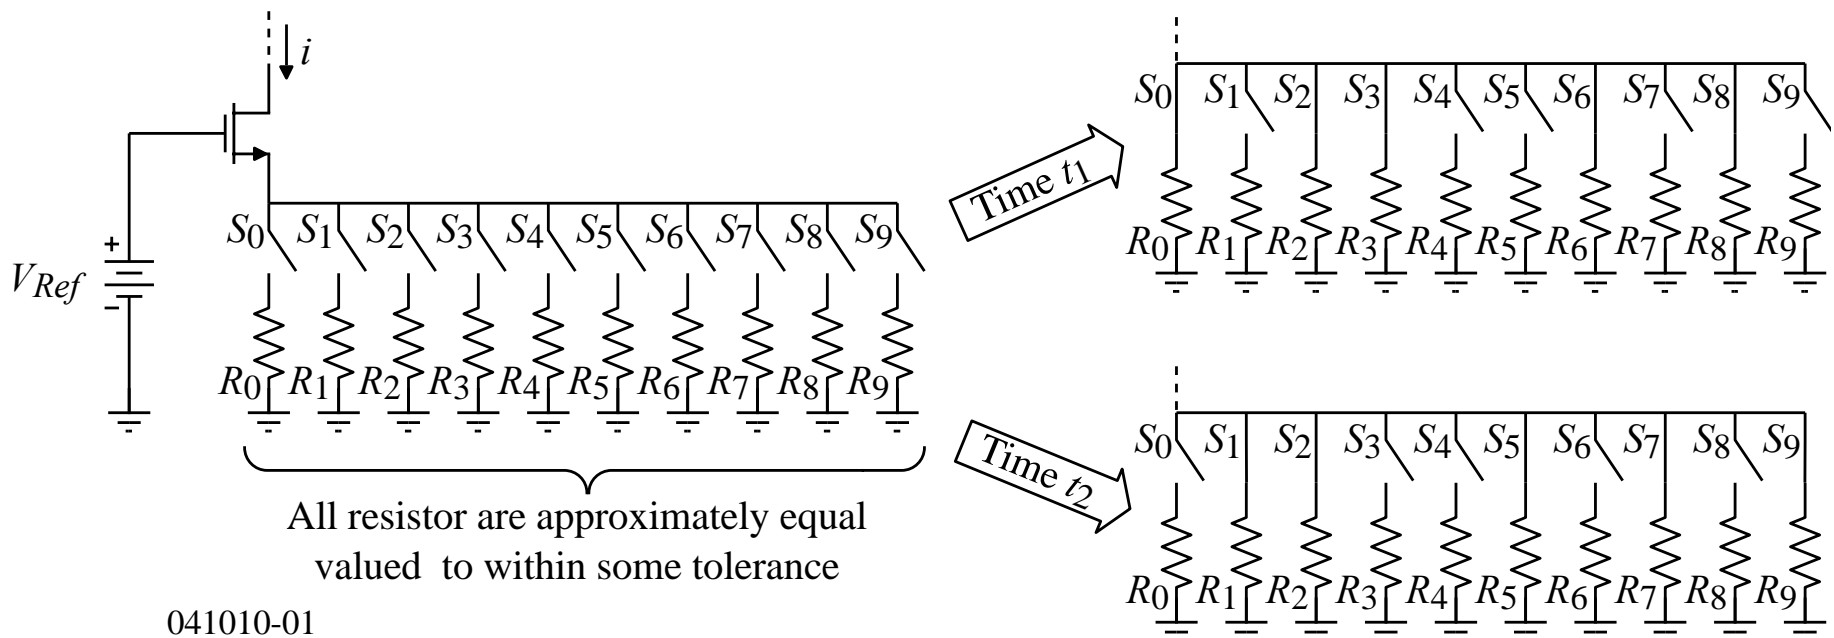 i
V_Ref
+
-
S0 S1 S2 S3 S4 S5 S6 S7 S8 S9
R0 R1 R2 R3 R4 R5 R6 R7 R8 R9
All resistor are approximately equal
valued to within some tolerance
041010-01
Time t1
S0 S1 S2 S3 S4 S5 S6 S7 S8 S9
R0 R1 R2 R3 R4 R5 R6 R7 R8 R9
Time t2
S0 S1 S2 S3 S4 S5 S6 S7 S8 S9
R0 R1 R2 R3 R4 R5 R6 R7 R8 R9